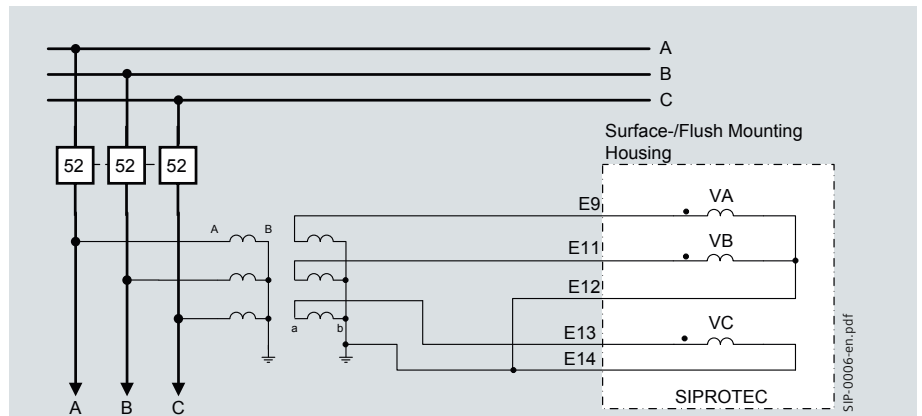 A
B
C
Surface-/Flush Mounting
Housing
52
52
52
E9
VA
A
B
E11
VB
E12
E13
VC
a
b
E14
SIPROTEC
A
B
C
SIP-0006-en.pdf